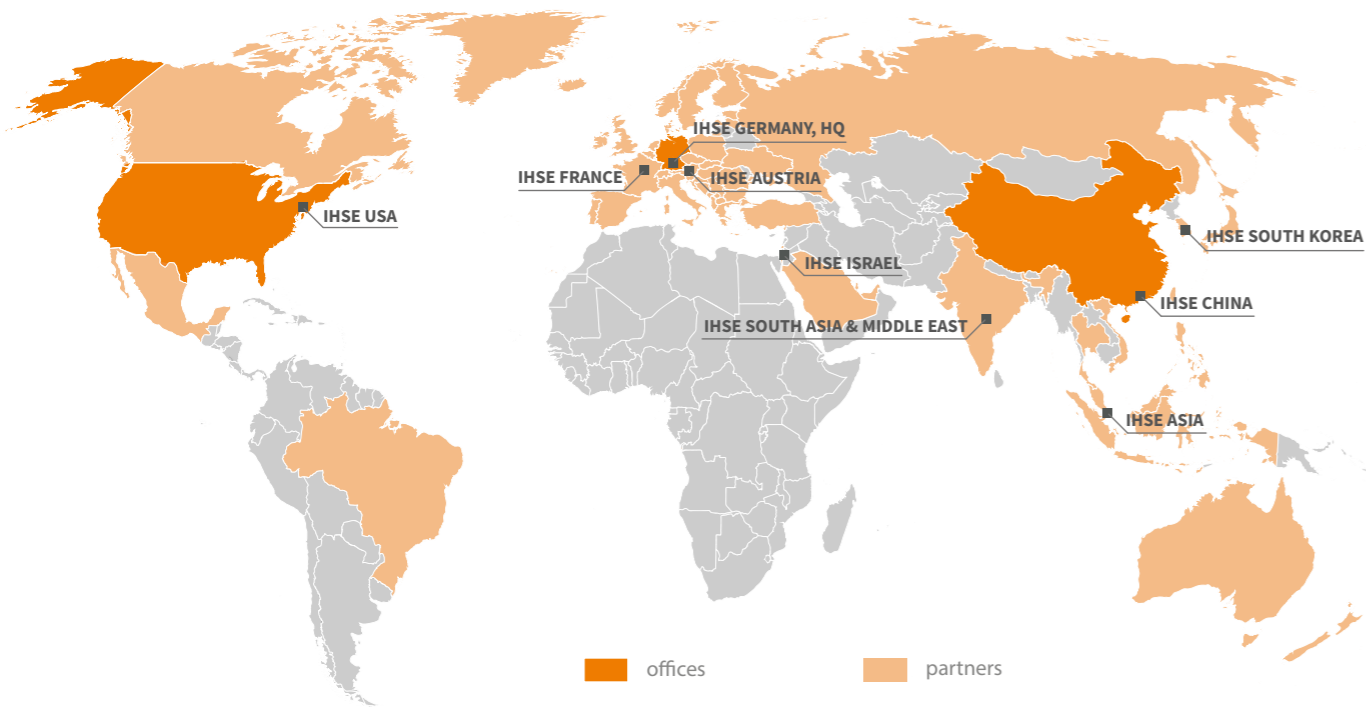 IHSE GERMANY, HQ
IHSE FRANCE
IHSE AUSTRIA
IHSE USA
IHSE SOUTH KOREA
IHSE ISRAEL
IHSE CHINA
IHSE SOUTH ASIA & MIDDLE EAST
IHSE ASIA
offices
partners